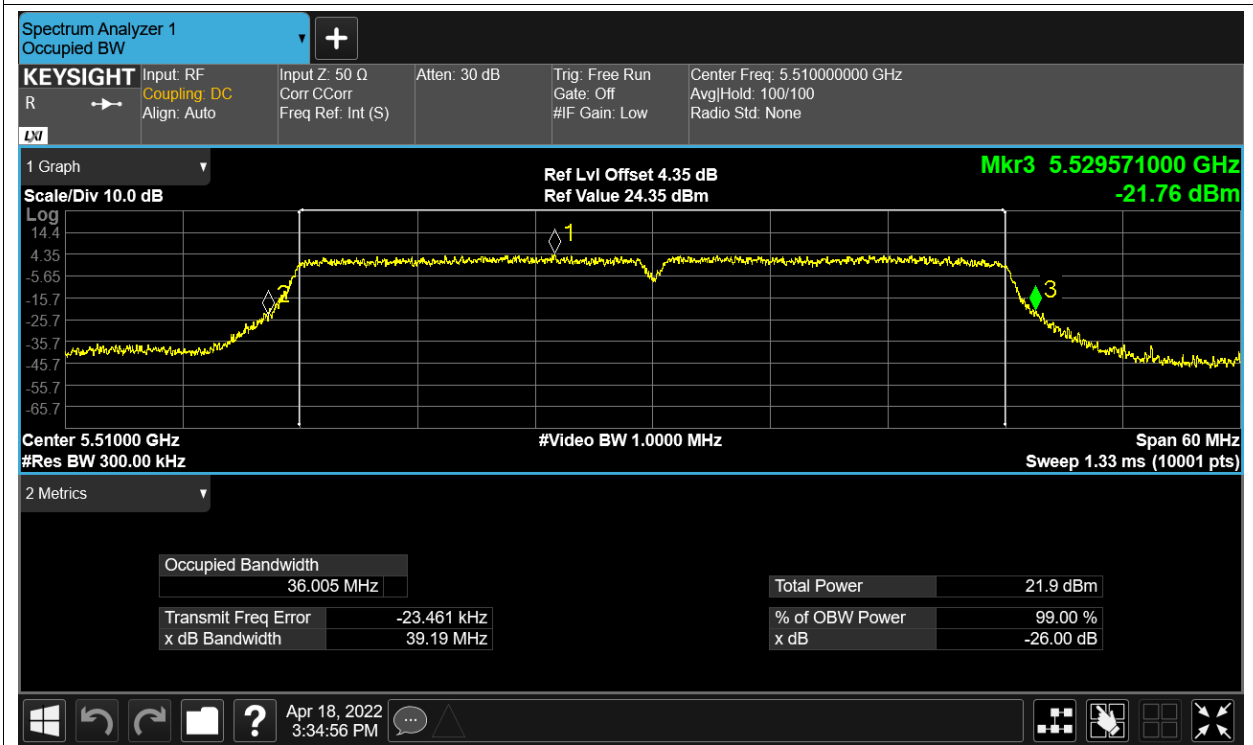 Spectrum Analyzer 1
Occupied BW
KEYSIGHT
R
LXI
Input: RF
Coupling: DC
Align: Auto
Input Z: 50 Ω
Corr CCorr
Freq Ref: Int (S)
Atten: 30 dB
Trig: Free Run
Gate: Off
#IF Gain: Low
Center Freq: 5.510000000 GHz
Avg|Hold: 100/100
Radio Std: None
1 Graph
Scale/Div 10.0 dB
Ref Lvl Offset 4.35 dB
Ref Value 24.35 dBm
Mkr3 5.529571000 GHz
-21.76 dBm
Log
14.4
4.35
-5.65
-15.7
-25.7
-35.7
-45.7
-55.7
-65.7
1
2
3
Center 5.51000 GHz
#Res BW 300.00 kHz
#Video BW 1.0000 MHz
Span 60 MHz
Sweep 1.33 ms (10001 pts)
2 Metrics
Occupied Bandwidth
36.005 MHz
Transmit Freq Error -23.461 kHz
x dB Bandwidth 39.19 MHz
Total Power 21.9 dBm
% of OBW Power 99.00 %
x dB -26.00 dB
?
Apr 18, 2022
3:34:56 PM